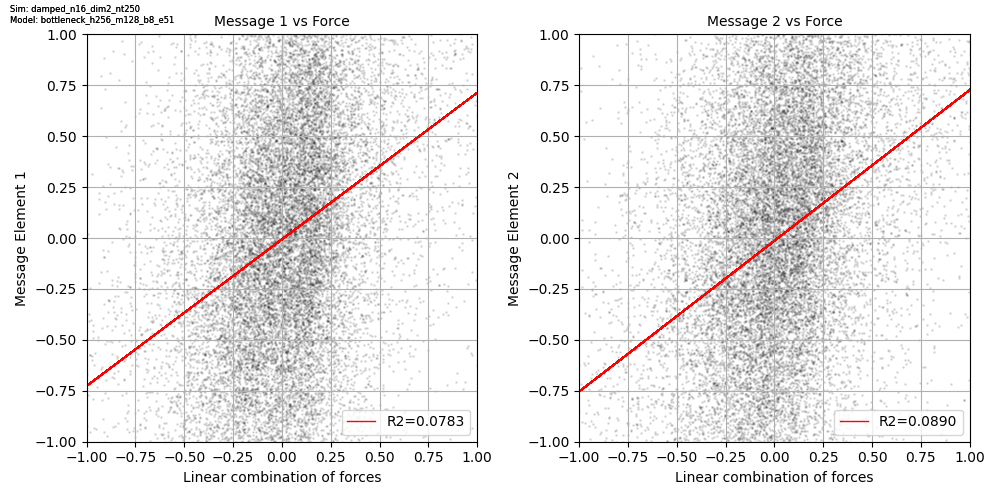 Sim: damped_n16_dim2_nt250
Model: bottleneck_h256_m128_b8_e51
Message 1 vs Force
1.00
0.75
0.50
0.25
0.00
−0.25
−0.50
−0.75
−1.00
Message Element 1
R2=0.0783
−1.00 −0.75 −0.50 −0.25 0.00 0.25 0.50 0.75 1.00
Linear combination of forces
Message 2 vs Force
1.00
0.75
0.50
0.25
0.00
−0.25
−0.50
−0.75
−1.00
Message Element 2
R2=0.0890
−1.00 −0.75 −0.50 −0.25 0.00 0.25 0.50 0.75 1.00
Linear combination of forces